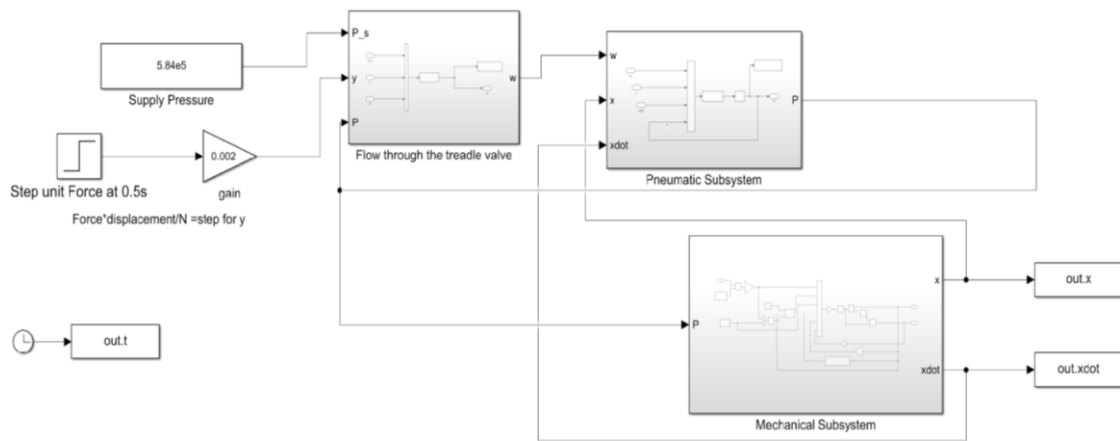 5.84e5
Supply Pressure
Step unit Force at 0.5s
0.002
gain
Force*displacement/N =step for y
P_s
y
P
w
Flow through the treadle valve
w
x
xdot
P
Pneumatic Subsystem
P
x
xdot
Mechanical Subsystem
out.x
out.xdot
out.t